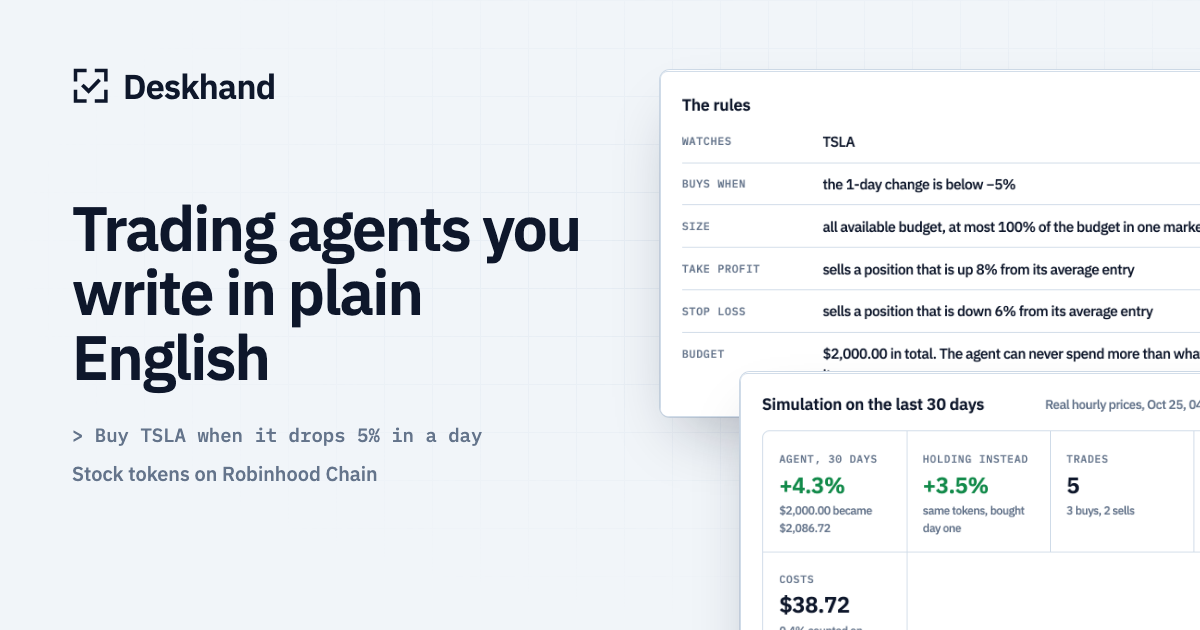 Deskhand
Trading agents you
write in plain
English
> Buy TSLA when it drops 5% in a day
Stock tokens on Robinhood Chain
The rules
WATCHES TSLA
BUYS WHEN the 1-day change is below −5%
SIZE all available budget, at most 100% of the budget in one
TAKE PROFIT sells a position that is up 8% from its average entry
STOP LOSS sells a position that is down 6% from its average entry
BUDGET $2,000.00 in total. The agent can never spend more than
Simulation on the last 30 days
Real hourly prices, Oct 25,
AGENT, 30 DAYS
+4.3%
$2,000.00 became
$2,086.72
HOLDING INSTEAD
+3.5%
same tokens, bought
day one
TRADES
5
3 buys, 2 sells
COSTS
$38.72